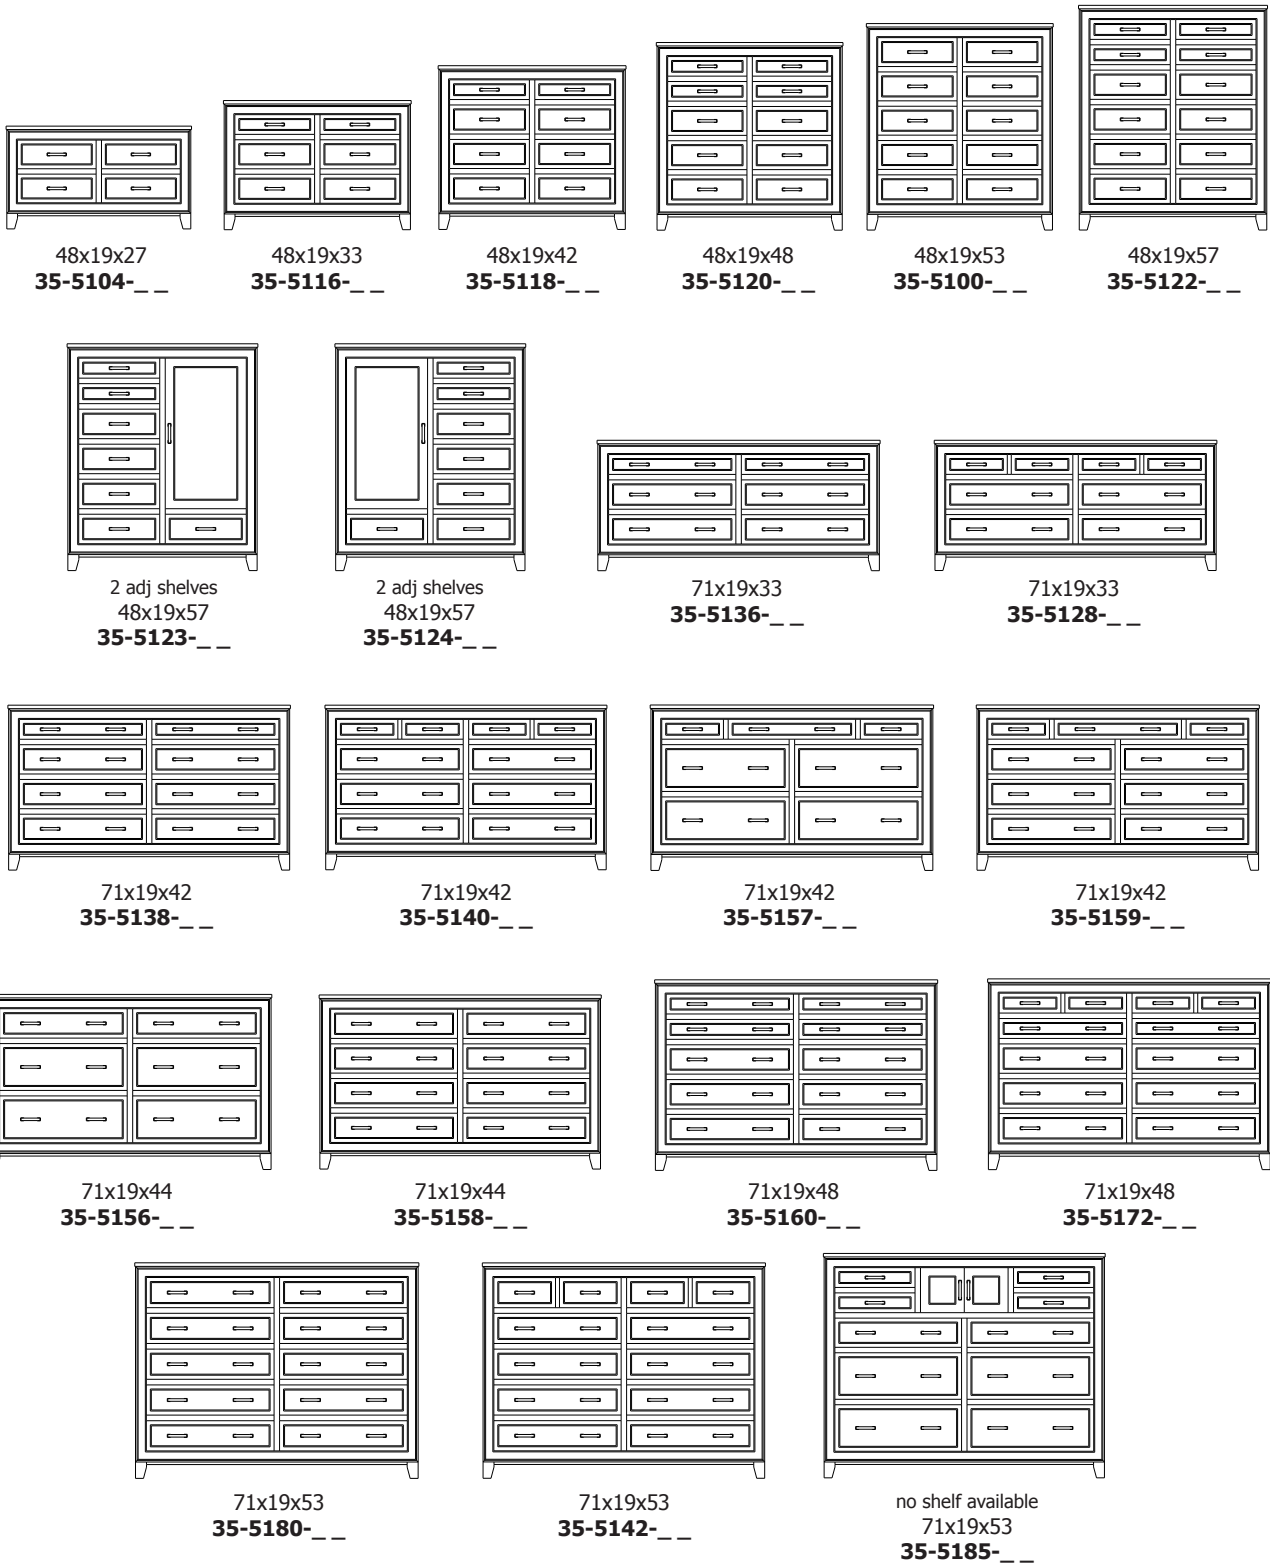 48x19x27
35-5104-_ _
48x19x33
35-5116-_ _
48x19x42
35-5118-_ _
48x19x48
35-5120-_ _
48x19x53
35-5100-_ _
48x19x57
35-5122-_ _
2 adj shelves
48x19x57
35-5123-_ _
2 adj shelves
48x19x57
35-5124-_ _
71x19x33
35-5136-_ _
71x19x33
35-5128-_ _
71x19x42
35-5138-_ _
71x19x42
35-5140-_ _
71x19x42
35-5157-_ _
71x19x42
35-5159-_ _
71x19x44
35-5156-_ _
71x19x44
35-5158-_ _
71x19x48
35-5160-_ _
71x19x48
35-5172-_ _
71x19x53
35-5180-_ _
71x19x53
35-5142-_ _
no shelf available
71x19x53
35-5185-_ _